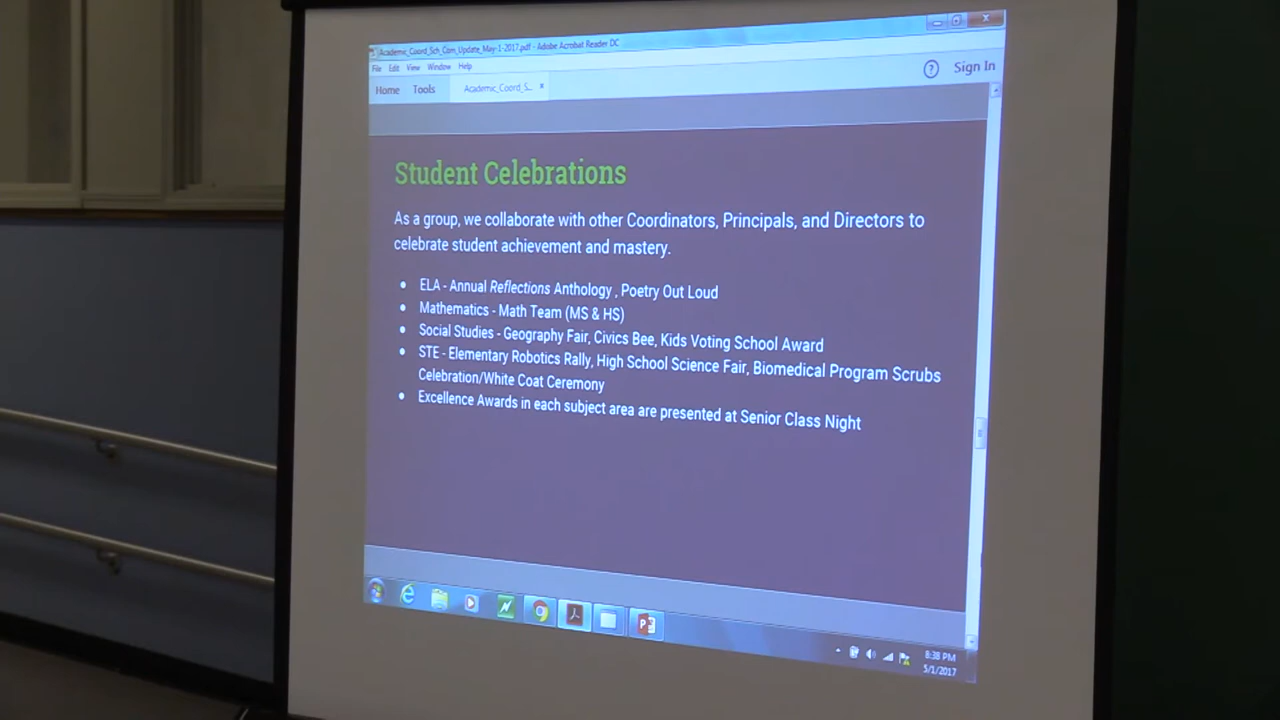 Academic_Coord_Sch_Com_Update_May-1-2017.pdf - Adobe Acrobat Reader DC
File Edit View Window Help
Home Tools Academic_Coord_S... ×
? Sign In
Student Celebrations
As a group, we collaborate with other Coordinators, Principals, and Directors to
celebrate student achievement and mastery.
● ELA - Annual Reflections Anthology , Poetry Out Loud
● Mathematics - Math Team (MS & HS)
● Social Studies - Geography Fair, Civics Bee, Kids Voting School Award
● STE - Elementary Robotics Rally, High School Science Fair, Biomedical Program Scrubs
Celebration/White Coat Ceremony
● Excellence Awards in each subject area are presented at Senior Class Night
8:38 PM
5/1/2017